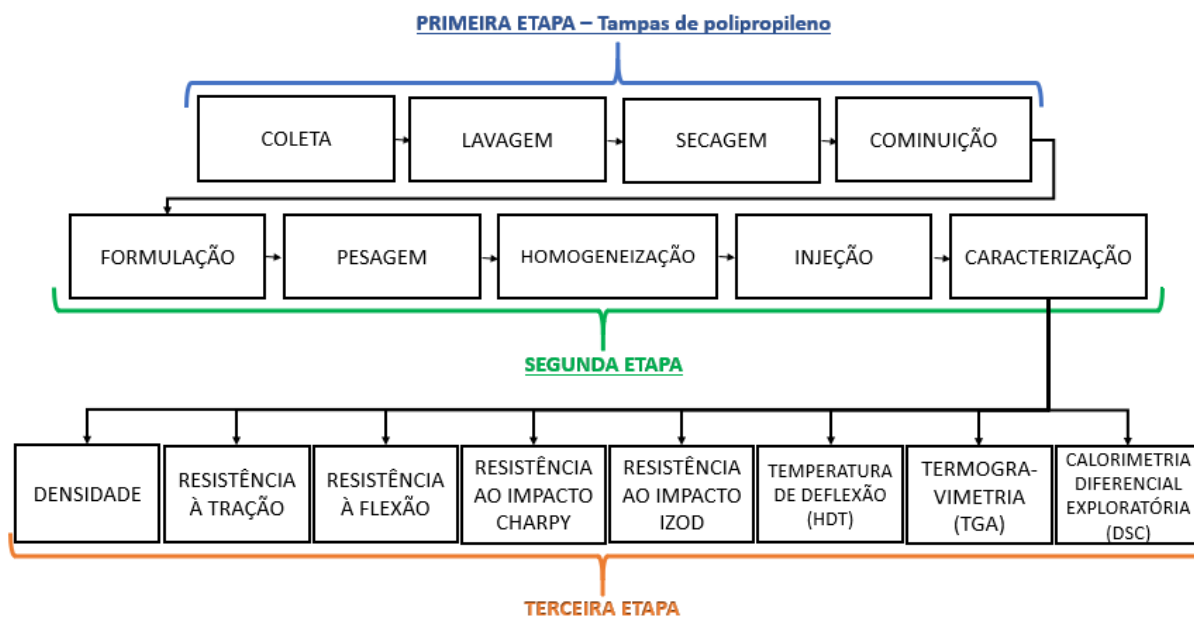 PRIMEIRA ETAPA – Tampas de polipropileno
COLETA
LAVAGEM
SECAGEM
COMINUIÇÃO
FORMULAÇÃO
PESAGEM
HOMOGENEIZAÇÃO
INJEÇÃO
CARACTERIZAÇÃO
SEGUNDA ETAPA
DENSIDADE
RESISTÊNCIA
À TRAÇÃO
RESISTÊNCIA
À FLEXÃO
RESISTÊNCIA
AO IMPACTO
CHARPY
RESISTÊNCIA
AO IMPACTO
IZOD
TEMPERATURA
DE DEFLEXÃO
(HDT)
TERMOGRA-
VIMETRIA
(TGA)
CALORIMETRIA
DIFERENCIAL
EXPLORATÓRIA
(DSC)
TERCEIRA ETAPA